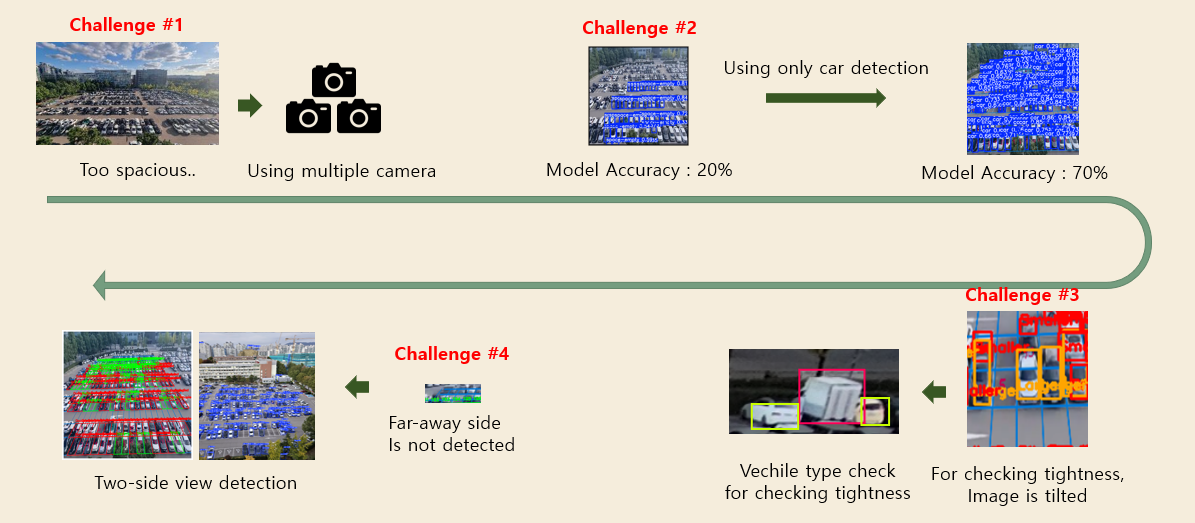 Challenge #1
Too spacious..
Using multiple camera
Challenge #2
Model Accuracy : 20%
Using only car detection
Model Accuracy : 70%
Challenge #3
For checking tightness,
Image is tilted
Vechile type check
for checking tightness
Challenge #4
Far-away side
Is not detected
Two-side view detection